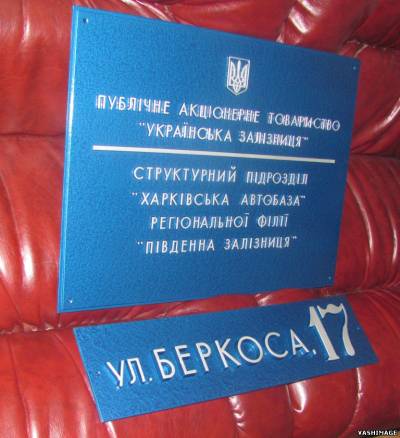 ПУБЛІЧНЕ АКЦІОНЕРНЕ ТОВАРИСТВО
"УКРАЇНСЬКА ЗАЛІЗНИЦЯ"
СТРУКТУРНИЙ ПІДРОЗДІЛ
"ХАРКІВСЬКА АВТОБАЗА"
РЕГІОНАЛЬНОЇ ФІЛІЇ
"ПІВДЕННА ЗАЛІЗНИЦЯ"
УЛ. БЕРКОСА, 17
VASHIMAGE